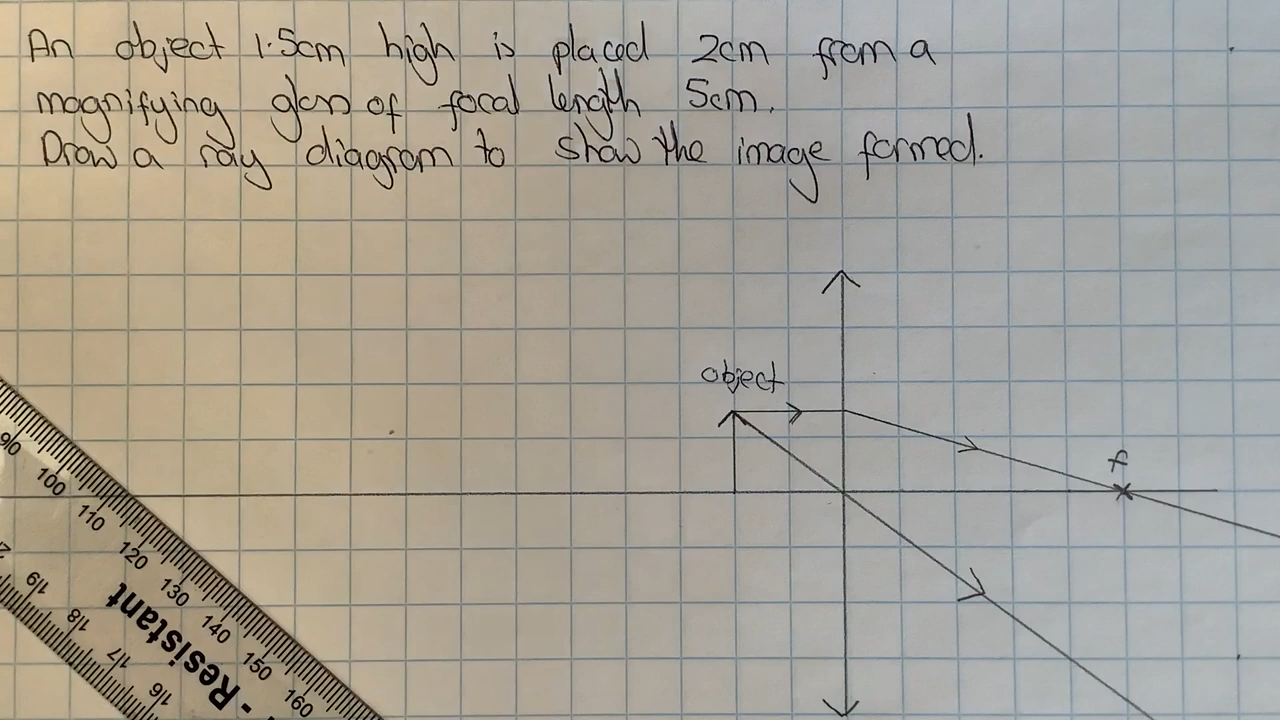 An object 1.5cm high is placed 2cm from a
magnifying glass of focal length 5cm.
Draw a ray diagram to show the image formed.
object
f
90 100 110 120 130 140 150 160
- Resistant
19 18 17 16